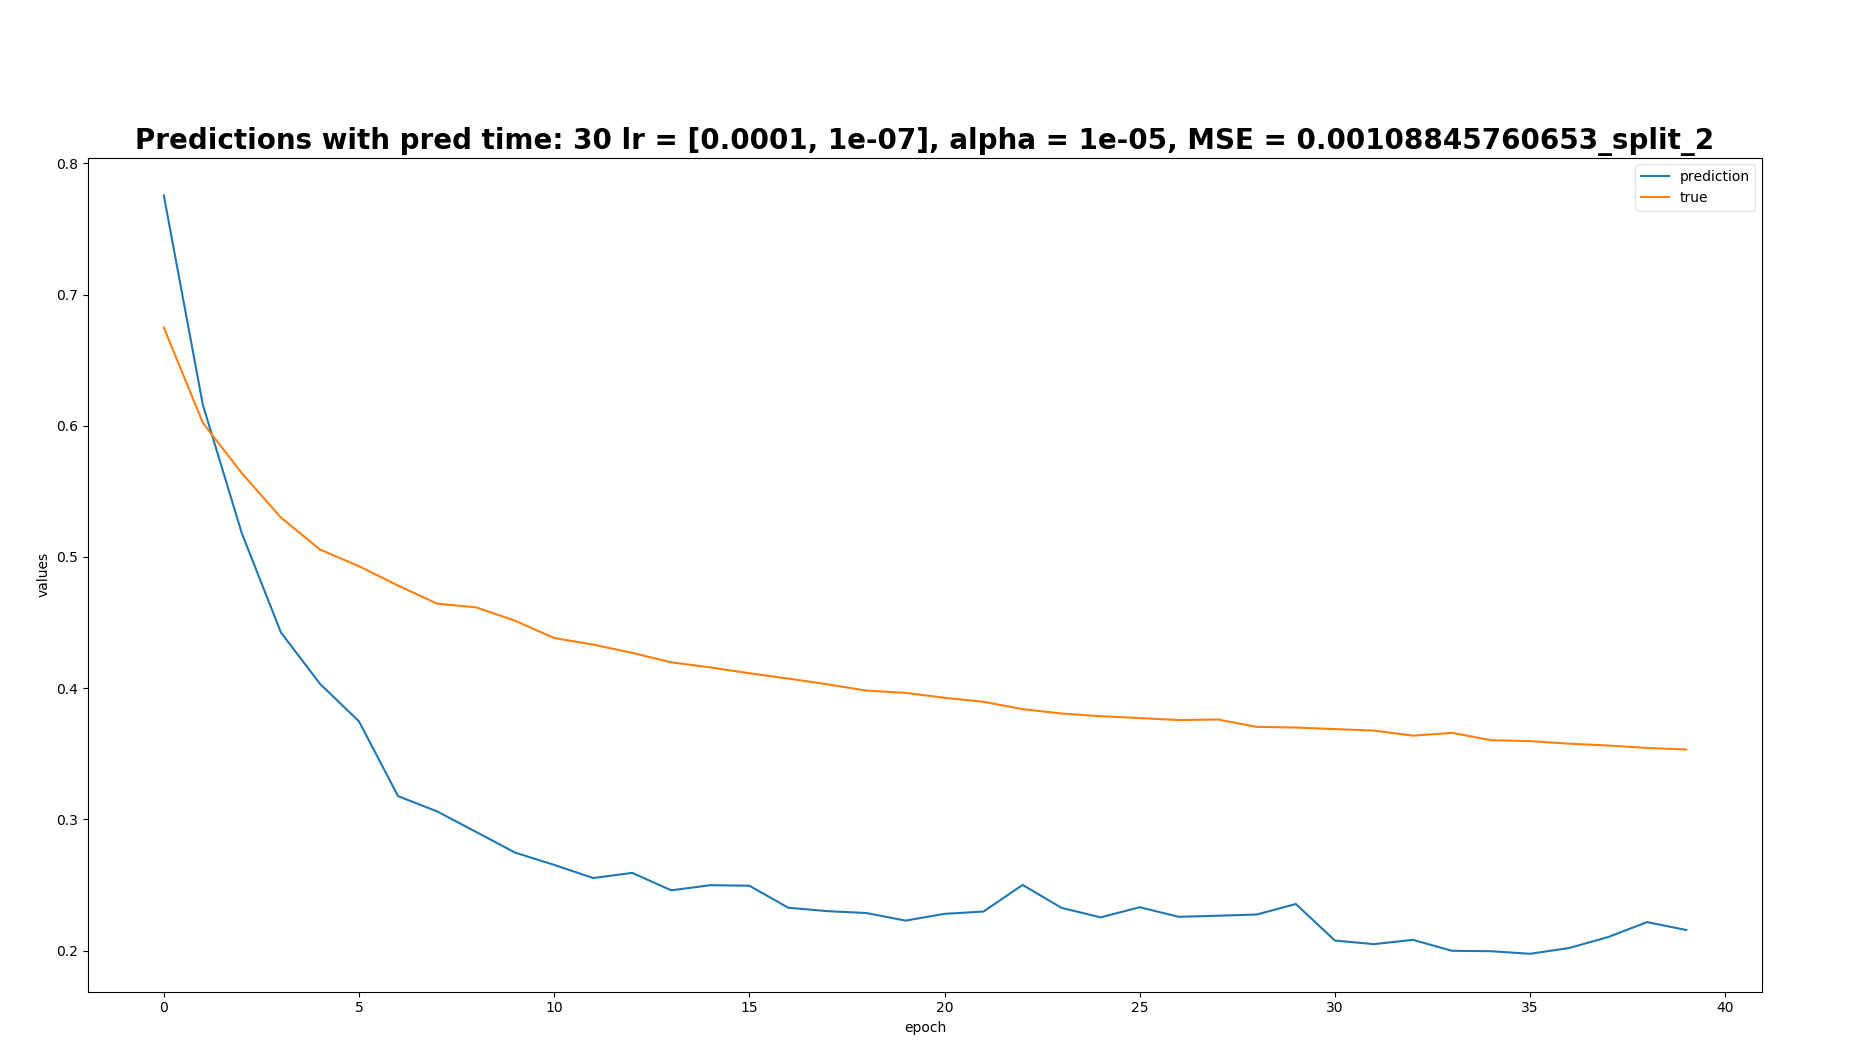 Predictions with pred time: 30 lr = [0.0001, 1e-07], alpha = 1e-05, MSE = 0.00108845760653_split_2
prediction
true
0.8
0.7
0.6
0.5
0.4
0.3
0.2
values
0 5 10 15 20 25 30 35 40
epoch